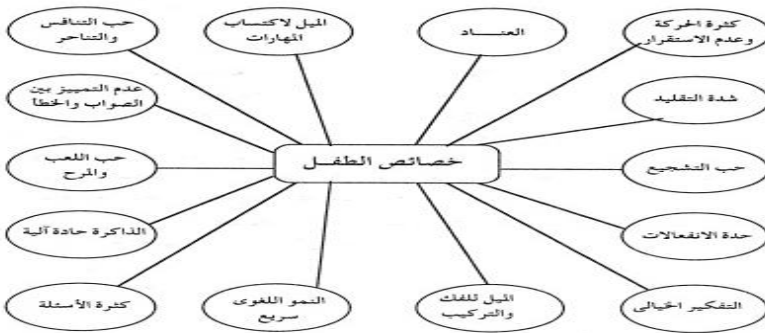 كثرة الحركة
وعدم الاستقرار
العنـــاد
الميل لاكتساب
المهارات
حب التنافس
والتناحر
شدة التقليد
عدم التمييز بين
الصواب والخطأ
خصائص الطفـل
حب التشجيع
حب اللعب
والمرح
حدة الانفعالات
الذاكرة حادة آلية
التفكير الخيالى
الميل للفك
والتركيب
النمو اللغوى
سريع
كثرة الأسئلة